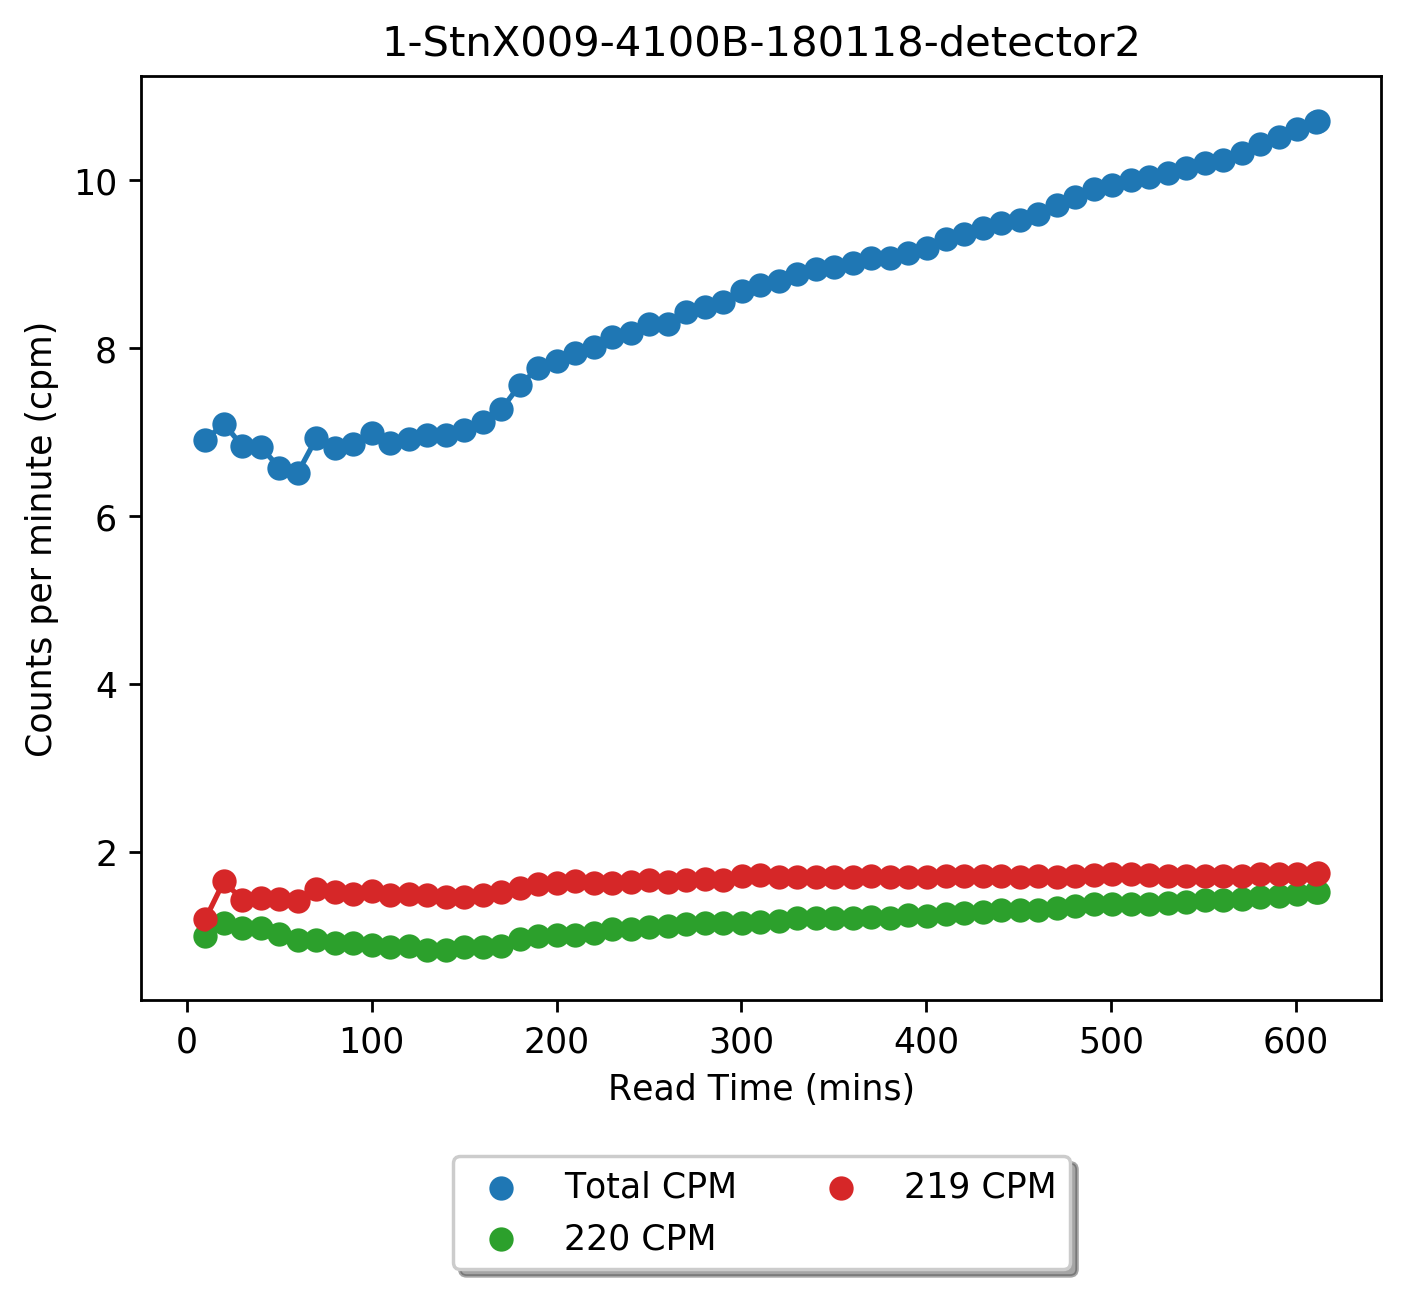 1-StnX009-4100B-180118-detector2
Counts per minute (cpm)
10
8
6
4
2
0 100 200 300 400 500 600
Read Time (mins)
Total CPM 219 CPM
220 CPM